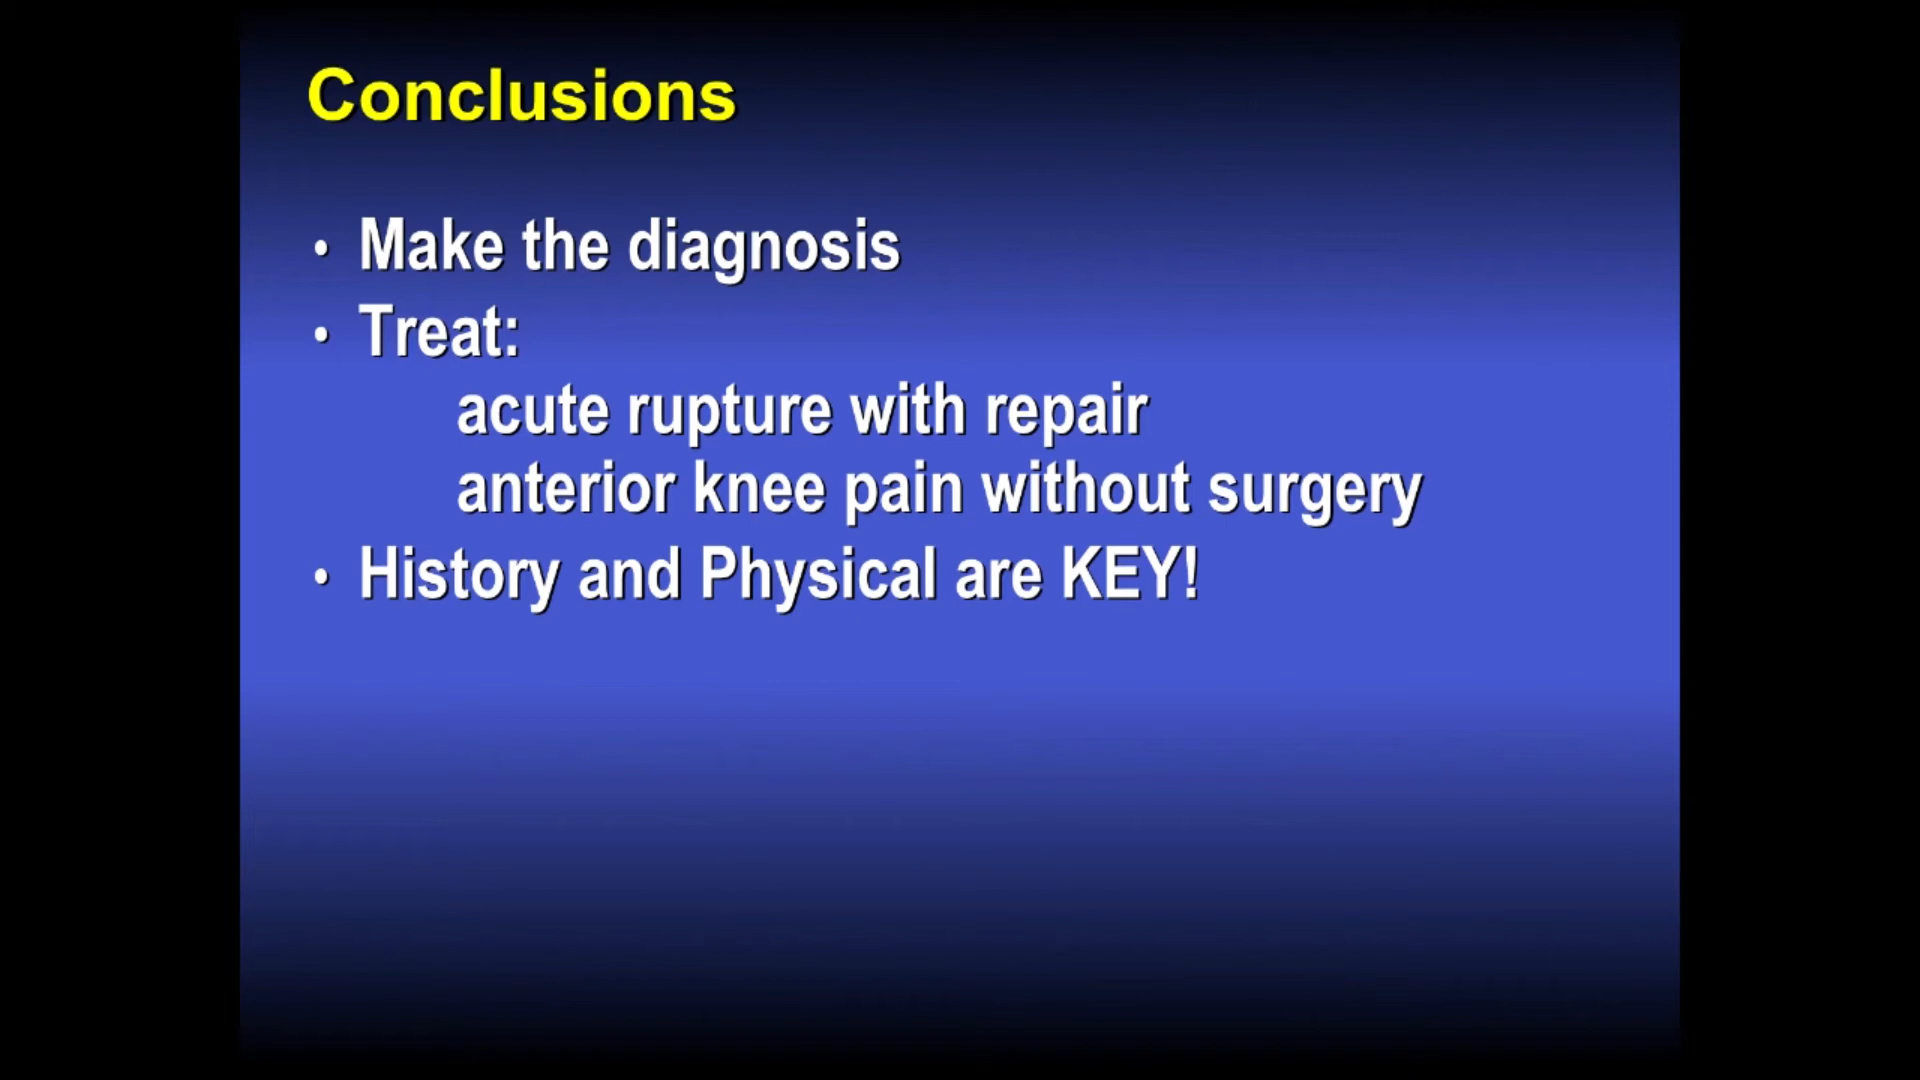 Conclusions
• Make the diagnosis
• Treat:
acute rupture with repair
anterior knee pain without surgery
• History and Physical are KEY!